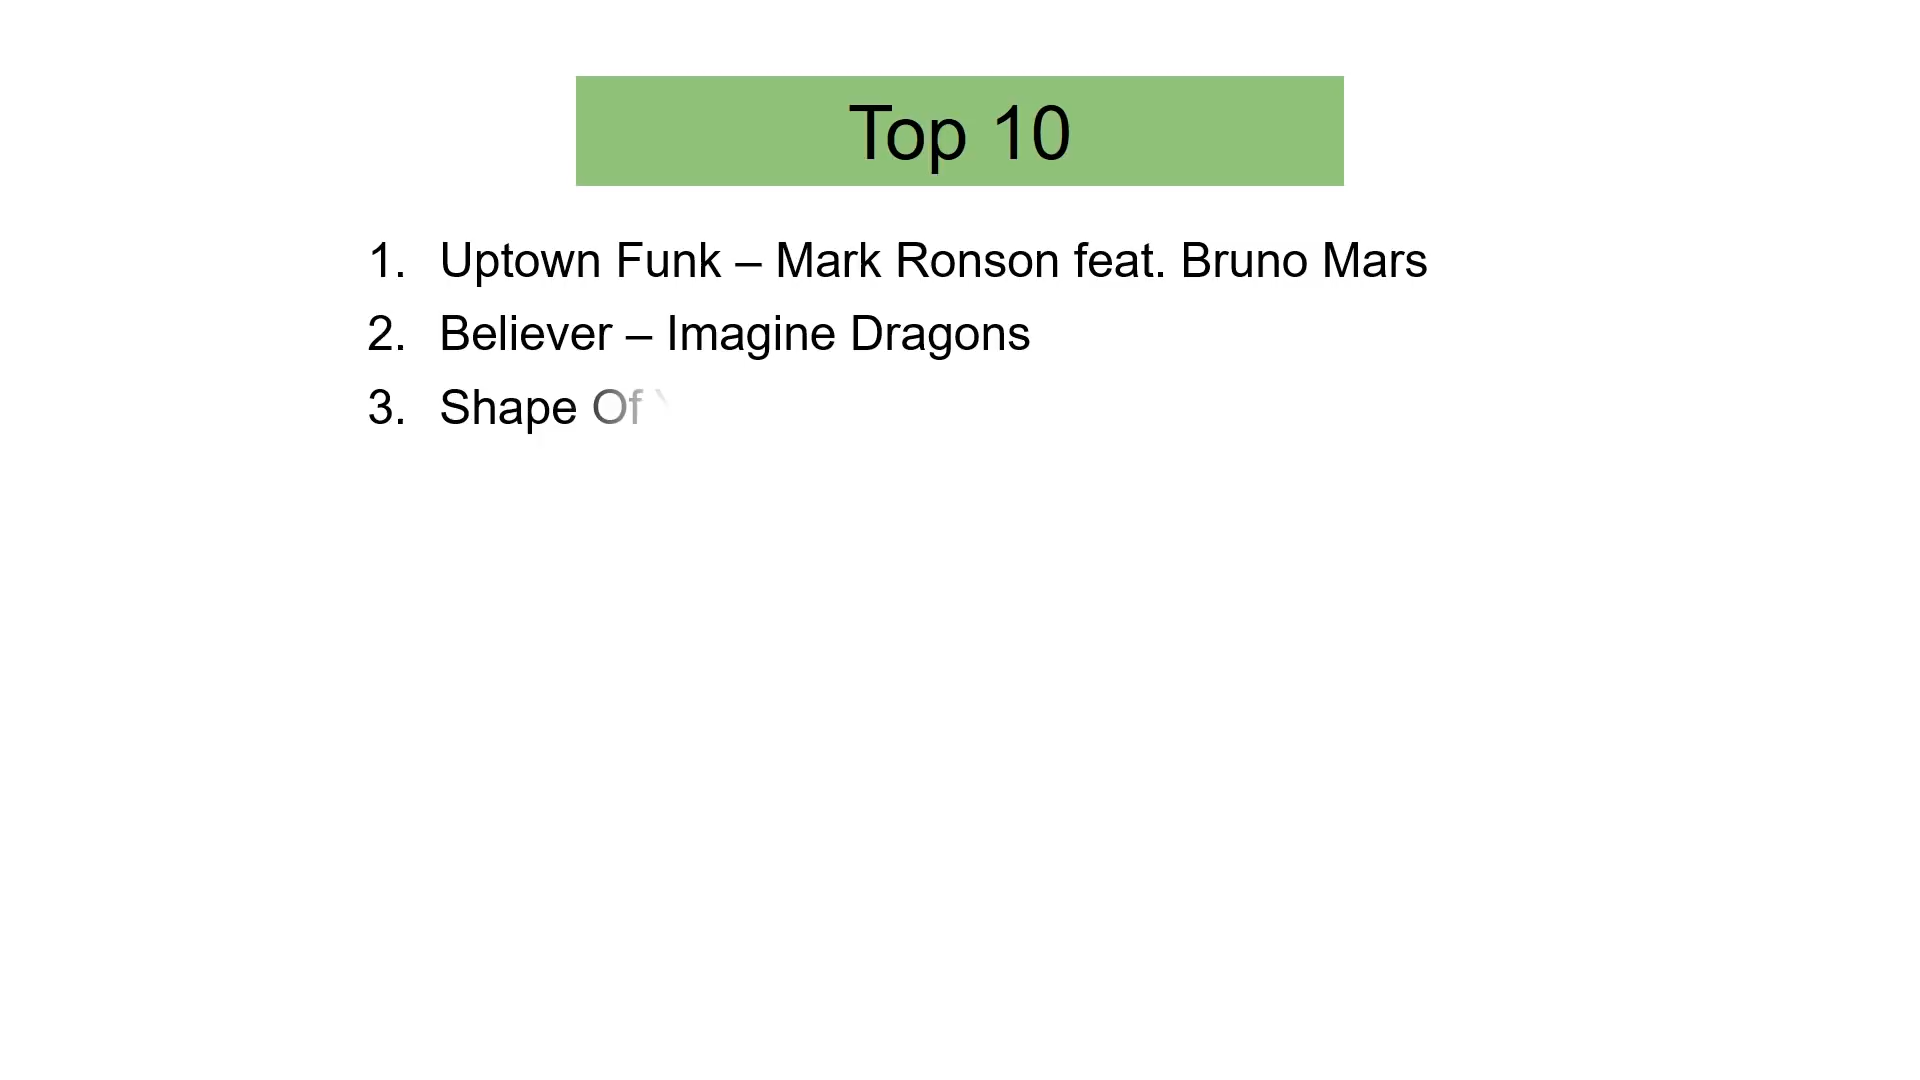 Top 10
1. Uptown Funk – Mark Ronson feat. Bruno Mars
2. Believer – Imagine Dragons
3. Shape Of